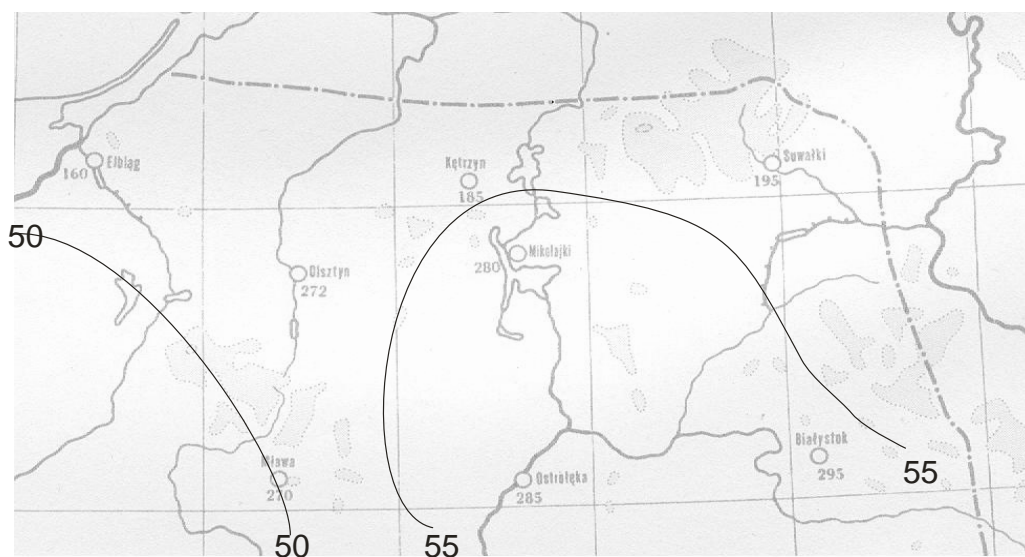 Elbląg
160
Kętrzyn
185
Suwałki
195
50
Mikołajki
280
Olsztyn
272
Mława
270
50
Ostrołęka
285
55
Białystok
295
55